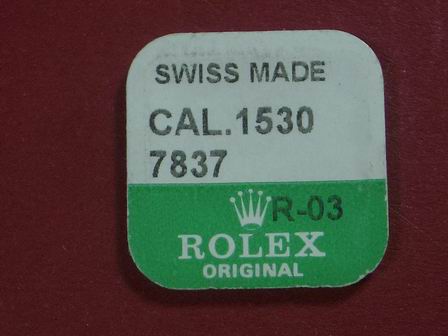 SWISS MADE
CAL.1530
7837
R-03
ROLEX
ORIGINAL